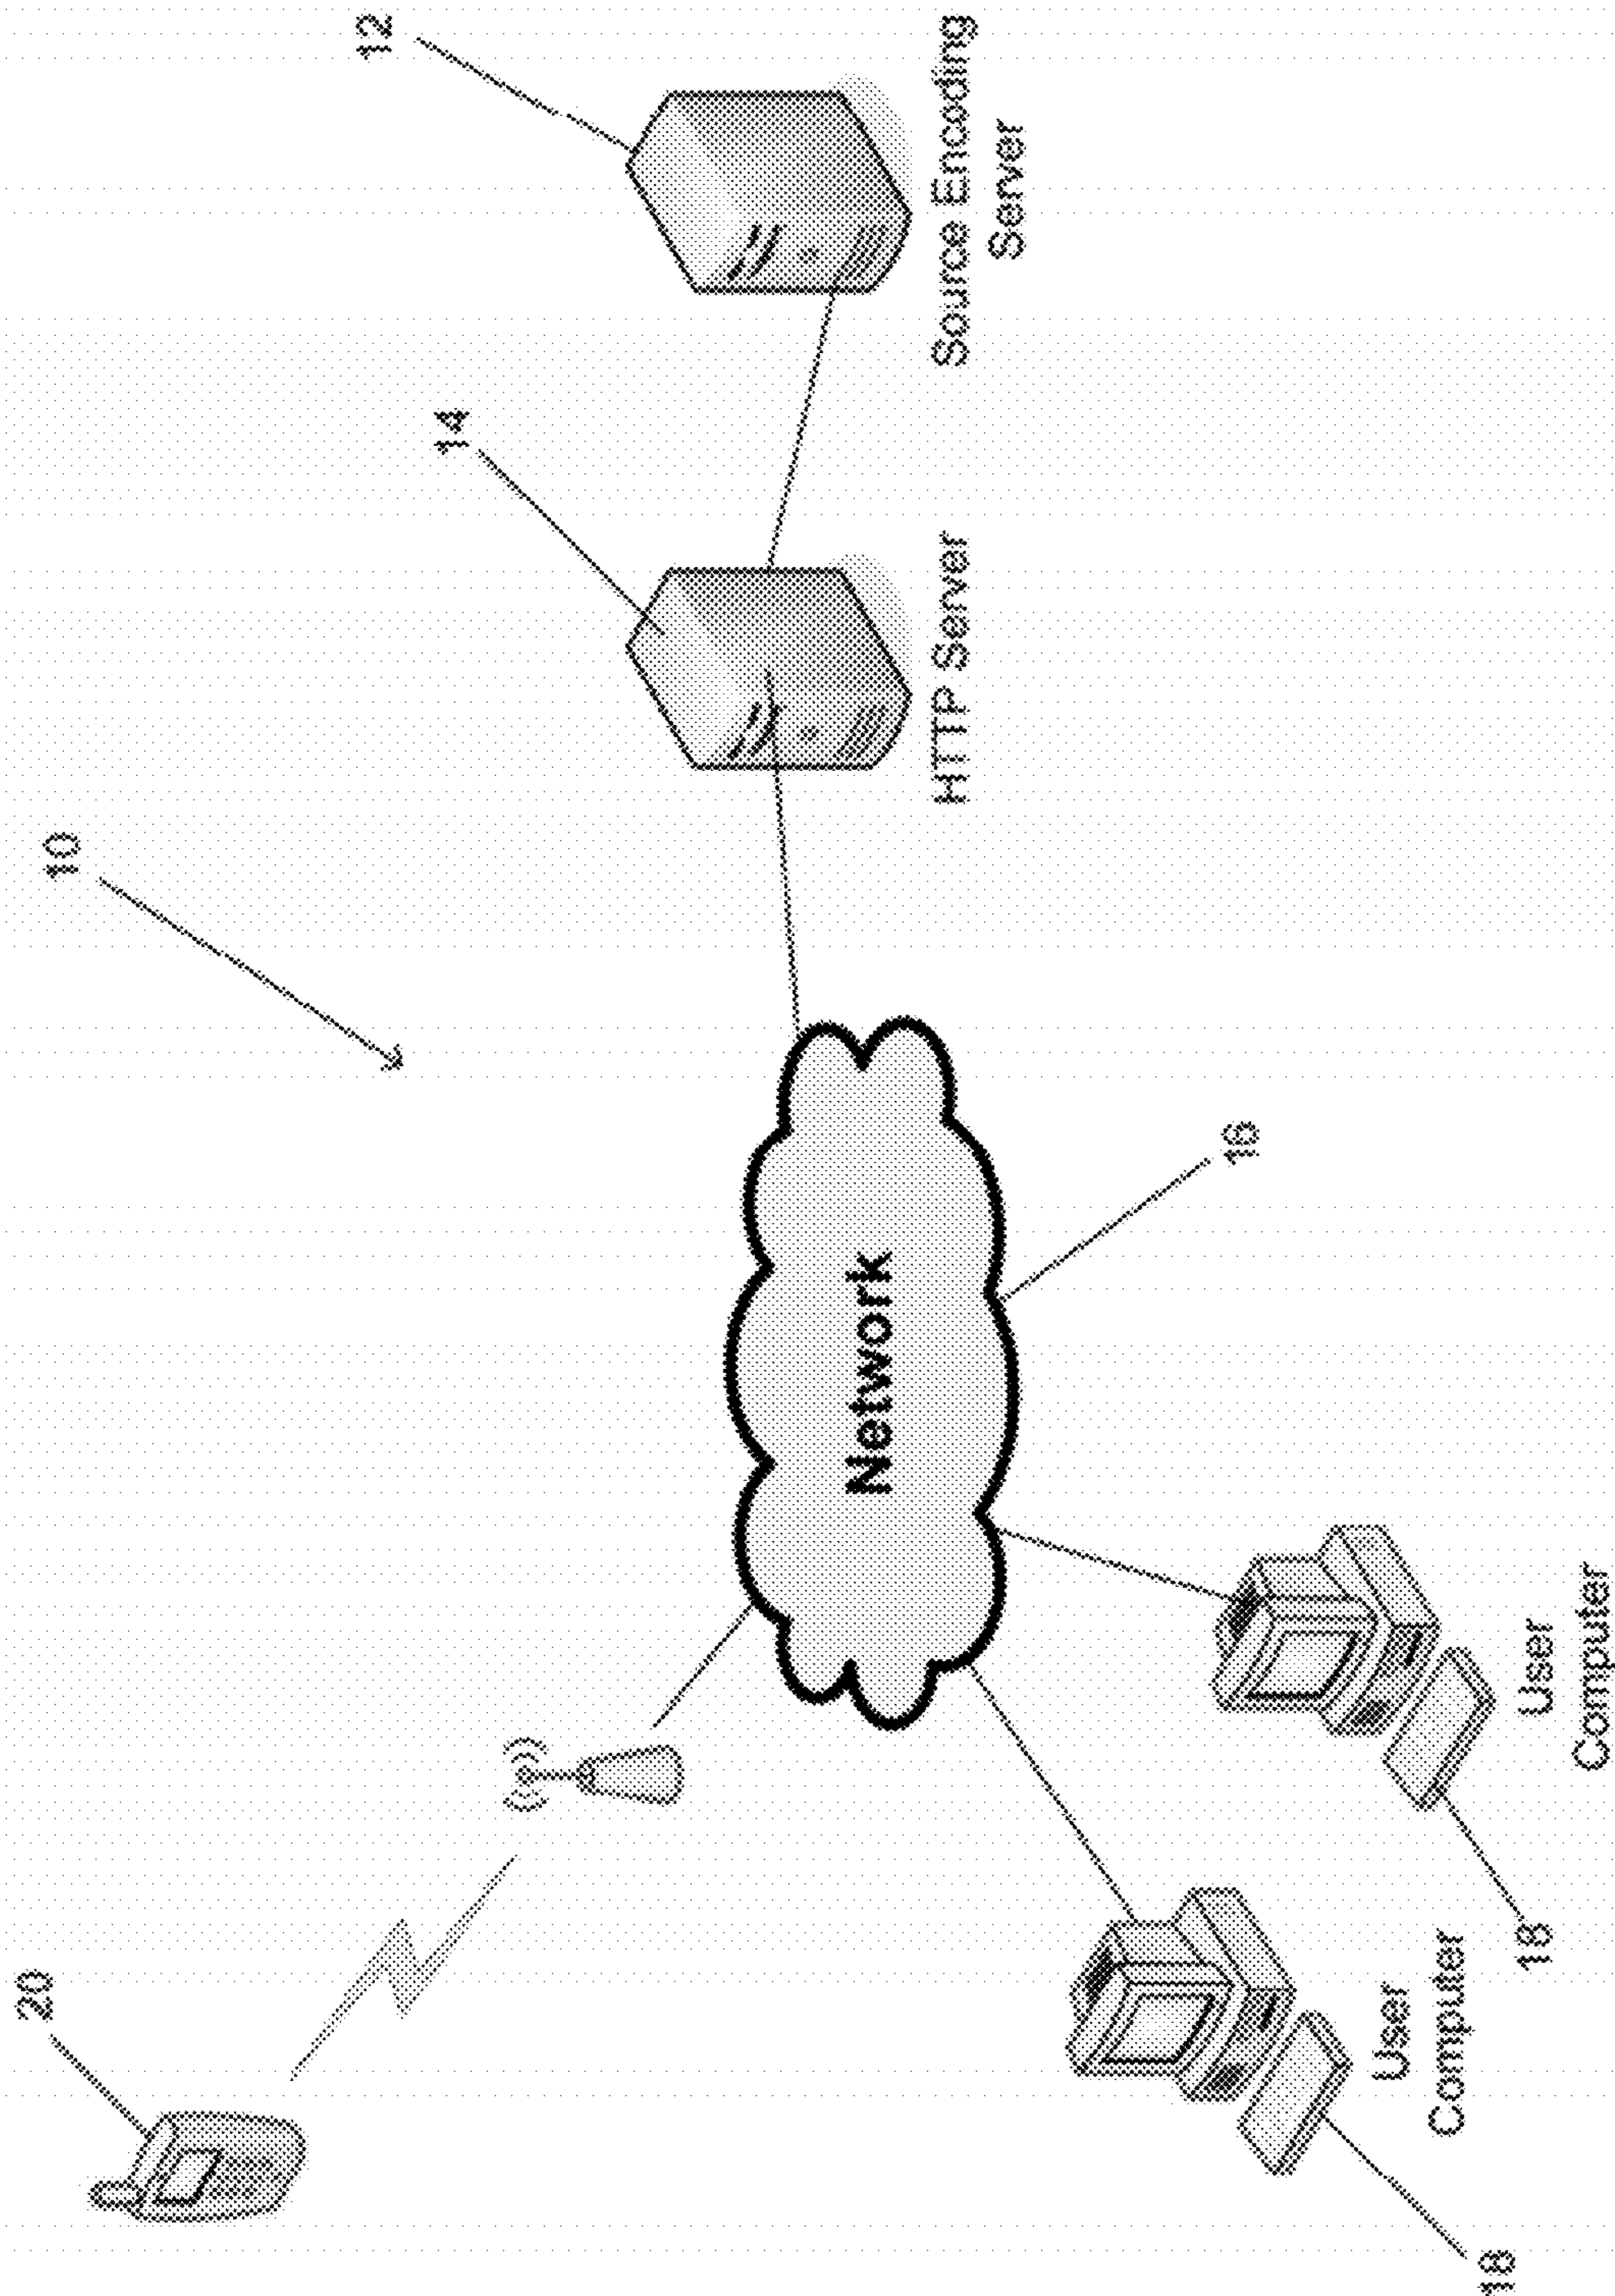 20
10
14
12
Network
HTTP Server
Source Encoding
Server
16
User
Computer
18
User
Computer
18